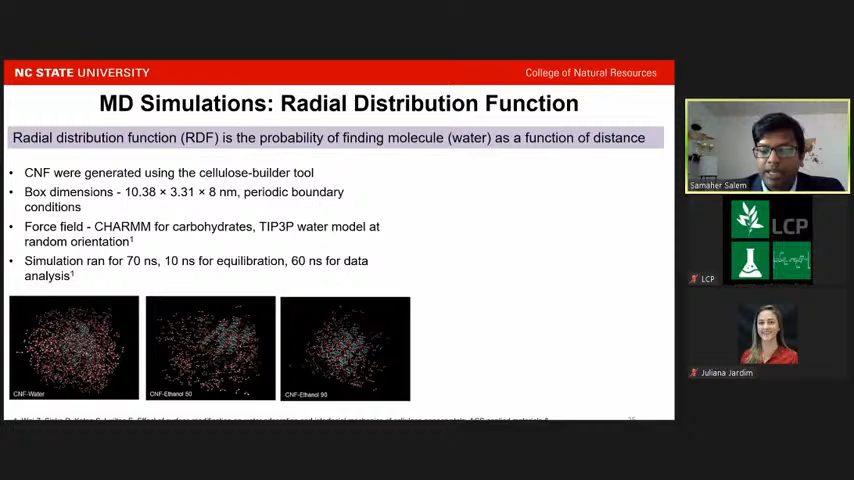 NC STATE UNIVERSITY
College of Natural Resources
MD Simulations: Radial Distribution Function
Radial distribution function (RDF) is the probability of finding molecule (water) as a function of distance
• CNF were generated using the cellulose-builder tool
• Box dimensions - 10.38 × 3.31 × 8 nm, periodic boundary
conditions
• Force field - CHARMM for carbohydrates, TIP3P water model at
random orientation¹
• Simulation ran for 70 ns, 10 ns for equilibration, 60 ns for data
analysis¹
CNF-Water
CNF-Ethanol 50
CNF-Ethanol 90
Samaher Salem
LCP
LCP
Juliana Jardim